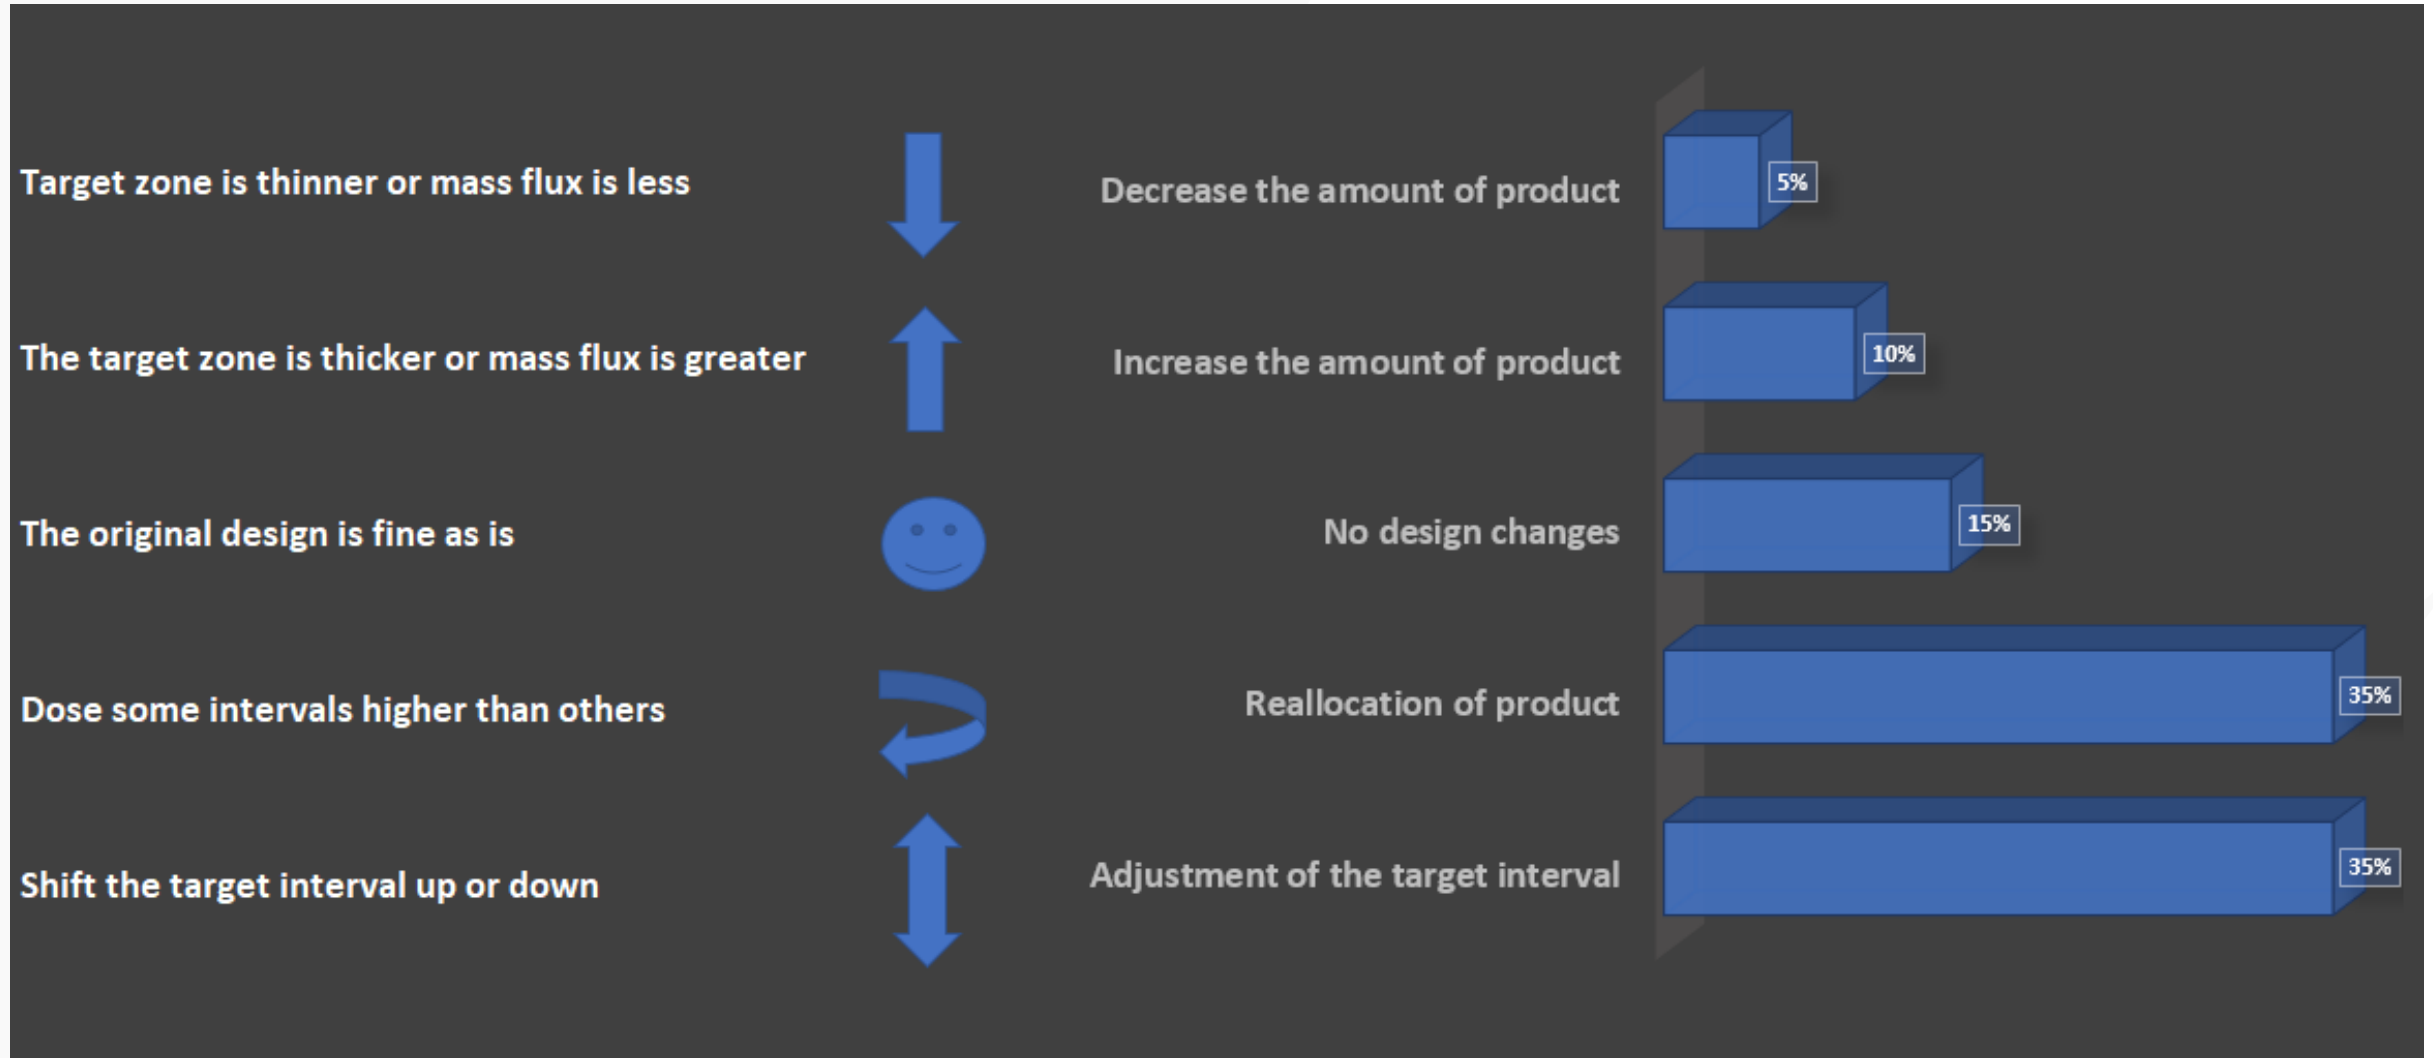 Target zone is thinner or mass flux is less
Decrease the amount of product
5%
The target zone is thicker or mass flux is greater
Increase the amount of product
10%
The original design is fine as is
No design changes
15%
Dose some intervals higher than others
Reallocation of product
35%
Shift the target interval up or down
Adjustment of the target interval
35%